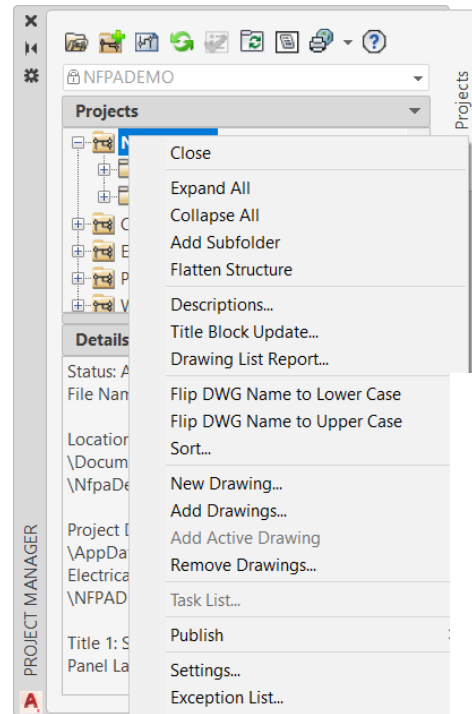 NFPADEMO
Projects
Projects
N
C
E
P
V
Close
Expand All
Collapse All
Add Subfolder
Flatten Structure
Descriptions...
Title Block Update...
Drawing List Report...
Flip DWG Name to Lower Case
Flip DWG Name to Upper Case
Sort...
New Drawing...
Add Drawings...
Add Active Drawing
Remove Drawings...
Task List...
Publish
Settings...
Exception List...
Details
Status: A
File Nam
Location
\Docum
\NfpaDe
Project D
\AppDa
Electrica
\NFPAD
Title 1: S
Panel La
PROJECT MANAGER
A